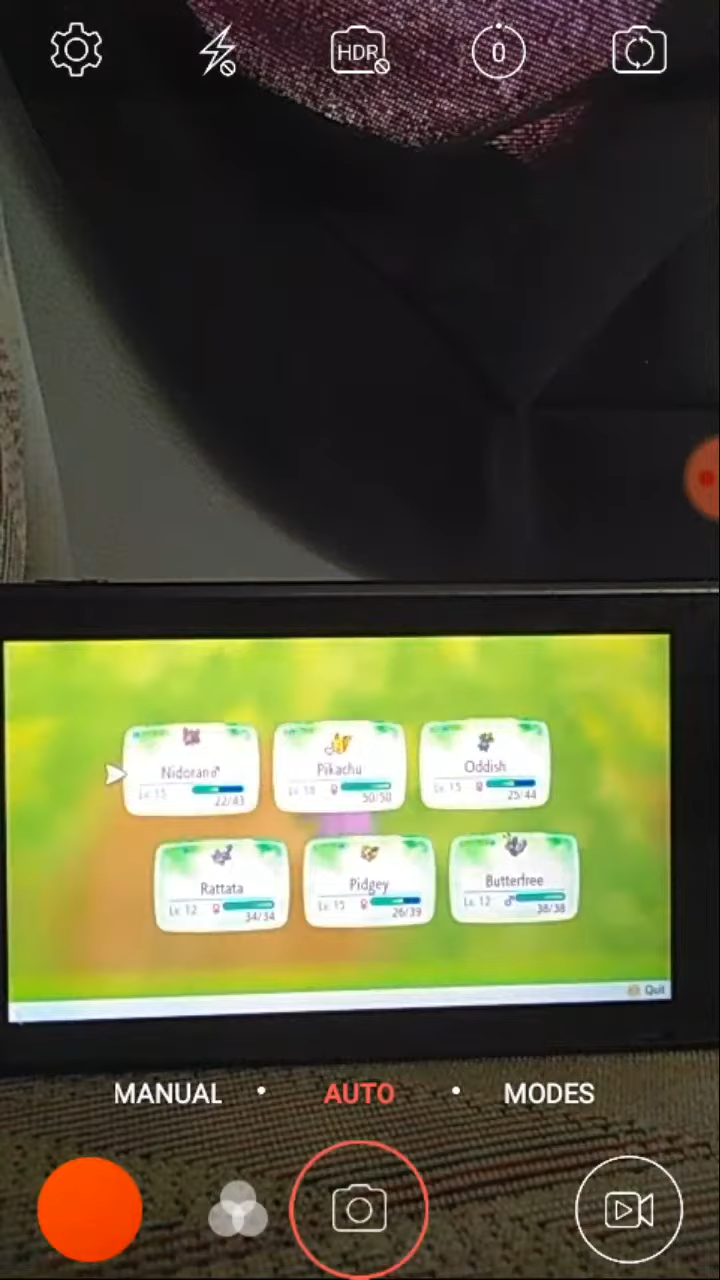 HDR
0
Nidoran♂ Pikachu Oddish
Lv. 15 Lv. 18 ♀ Lv. 15 ♀
22/43 50/50 25/44
Rattata Pidgey Butterfree
Lv. 12 ♀ Lv. 15 ♀ Lv. 12 ♂
34/34 26/39 38/38
Quit
MANUAL • AUTO • MODES